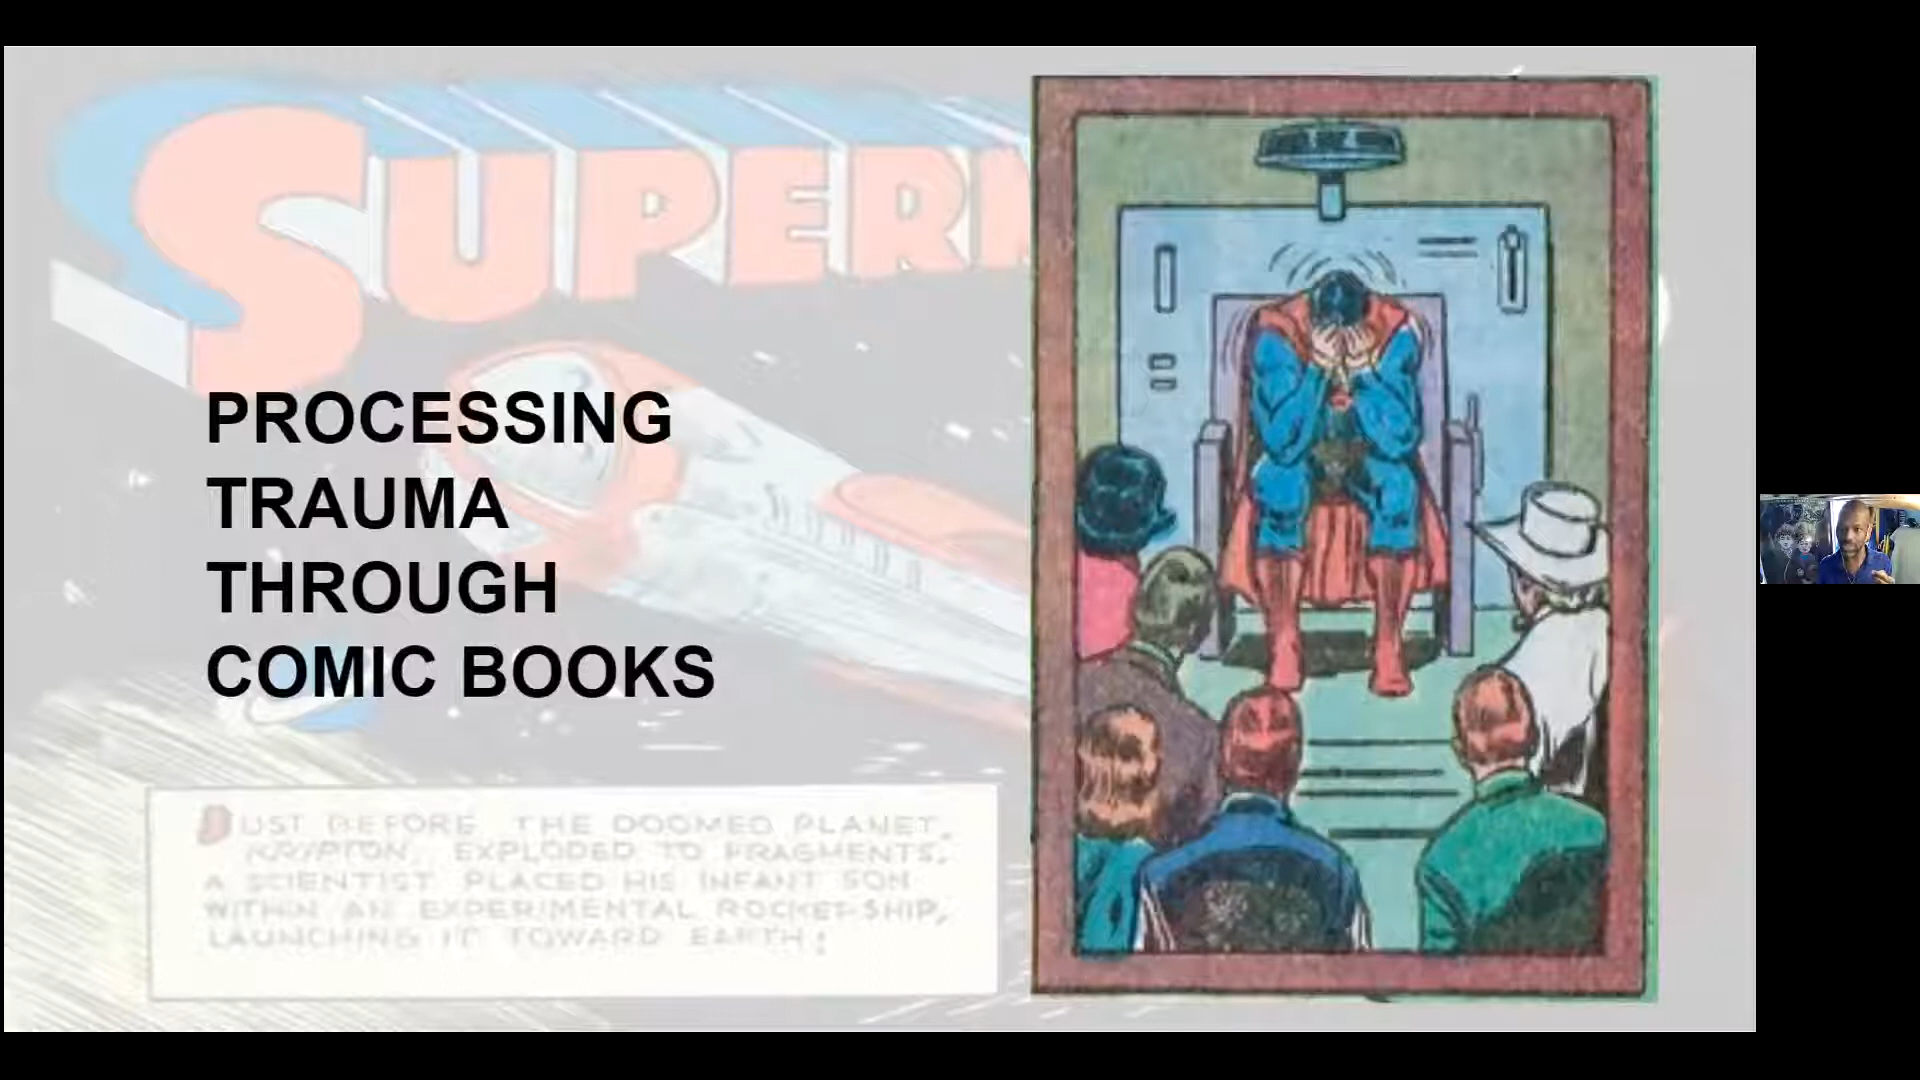 SUPERM
PROCESSING
TRAUMA
THROUGH
COMIC BOOKS
JUST BEFORE THE DOOMED PLANET,
KRYPTON, EXPLODED TO FRAGMENTS,
A SCIENTIST PLACED HIS INFANT SON
WITHIN AN EXPERIMENTAL ROCKET-SHIP,
LAUNCHING IT TOWARD EARTH!